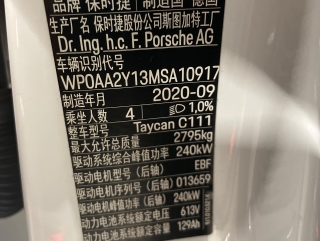 品牌 保时捷 制造国 德国
生产厂名 保时捷股份公司斯图加特工厂
Dr. Ing. h.c. F. Porsche AG
车辆识别代号
WP0AA2Y13MSA10917
制造年月 2020-09
乘坐人数 4 1,0%
整车型号 Taycan C111
最大允许总质量 2795kg
驱动系统综合峰值功率 240kW
驱动电机型号（后轴） EBF
驱动电机序列号（后轴） 013659
驱动电机峰值功率（后轴） 240kW
动力电池系统额定电压 613V
动力电池系统额定容量 129Ah